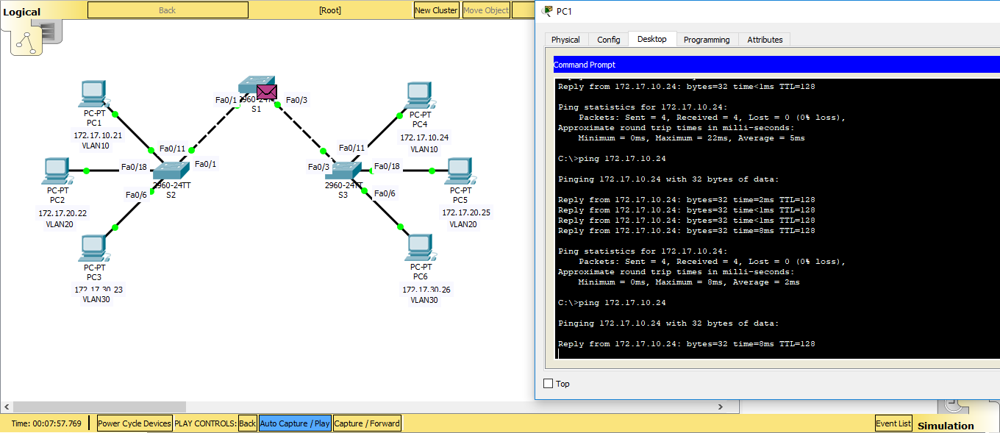 Logical
Back
[Root]
New Cluster
Move Object
PC-PT
PC1
172.17.10.21
VLAN10
Fa0/1
2960-24TT
S1
Fa0/3
PC-PT
PC4
172.17.10.24
VLAN10
Fa0/11
Fa0/1
Fa0/18
2960-24TT
S2
Fa0/6
Fa0/11
Fa0/3
Fa0/18
2960-24TT
S3
Fa0/6
PC-PT
PC2
172.17.20.22
VLAN20
PC-PT
PC5
172.17.20.25
VLAN20
PC-PT
PC3
172.17.30.23
VLAN30
PC-PT
PC6
172.17.30.26
VLAN30
PC1
Physical Config Desktop Programming Attributes
Command Prompt
Reply from 172.17.10.24: bytes=32 time<1ms TTL=128
Ping statistics for 172.17.10.24:
Packets: Sent = 4, Received = 4, Lost = 0 (0% loss),
Approximate round trip times in milli-seconds:
Minimum = 0ms, Maximum = 22ms, Average = 5ms
C:\>ping 172.17.10.24
Pinging 172.17.10.24 with 32 bytes of data:
Reply from 172.17.10.24: bytes=32 time=2ms TTL=128
Reply from 172.17.10.24: bytes=32 time<1ms TTL=128
Reply from 172.17.10.24: bytes=32 time<1ms TTL=128
Reply from 172.17.10.24: bytes=32 time=8ms TTL=128
Ping statistics for 172.17.10.24:
Packets: Sent = 4, Received = 4, Lost = 0 (0% loss),
Approximate round trip times in milli-seconds:
Minimum = 0ms, Maximum = 8ms, Average = 2ms
C:\>ping 172.17.10.24
Pinging 172.17.10.24 with 32 bytes of data:
Reply from 172.17.10.24: bytes=32 time=8ms TTL=128
Top
Time: 00:07:57.769
Power Cycle Devices
PLAY CONTROLS:
Back
Auto Capture / Play
Capture / Forward
Event List
Simulation